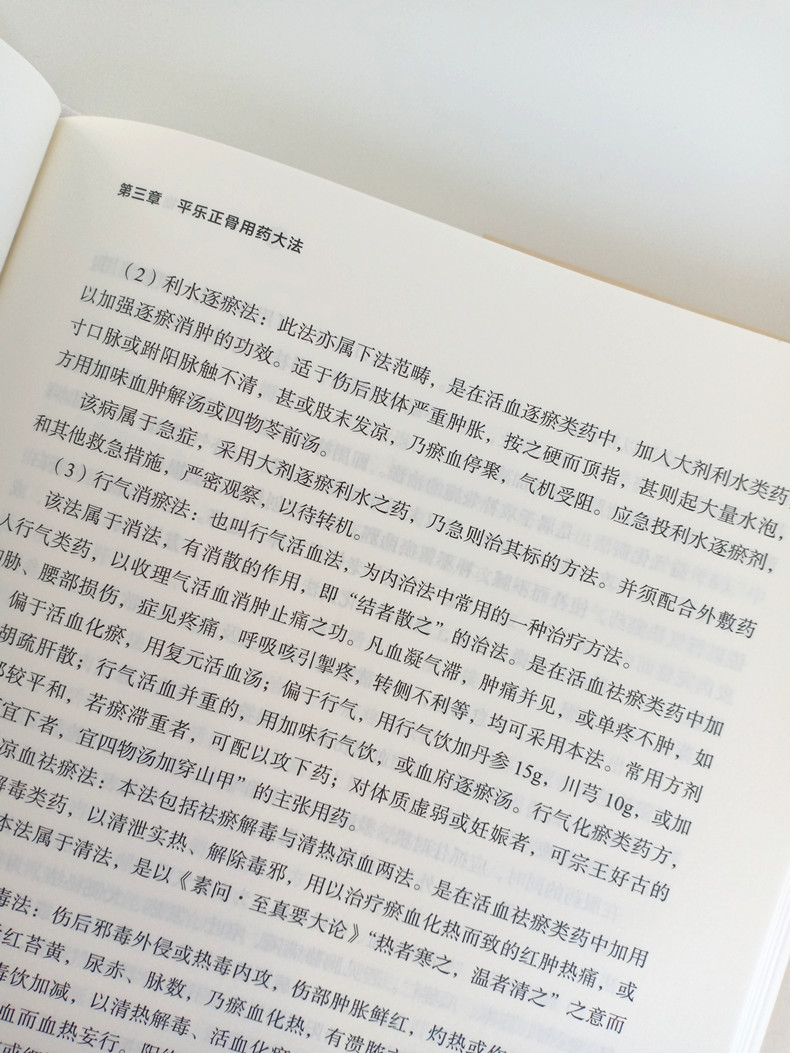 第三章 平乐正骨用药大法
（2）利水逐瘀法：此法亦属下法范畴，是在活血逐瘀类药中，加入大剂利水类药，
以加强逐瘀消肿的功效。适于伤后肢体严重肿胀，按之硬而顶指，甚则起大量水泡，
寸口脉或跗阳脉触不清，甚或肢末发凉，乃瘀血停聚，气机受阻。应急投利水逐瘀剂，
方用加味血肿解汤或四物苓前汤。
该病属于急症，采用大剂逐瘀利水之药，乃急则治其标的方法。并须配合外敷药
和其他救急措施，严密观察，以待转机。
（3）行气消瘀法：也叫行气活血法，为内治法中常用的一种治疗方法。
该法属于消法，有消散的作用，即“结者散之”的治法。是在活血祛瘀类药中加
入行气类药，以收理气活血消肿止痛之功。凡血凝气滞，肿痛并见，或单疼不肿，如
胸胁、腰部损伤，症见疼痛，呼吸咳引掣疼，转侧不利等，均可采用本法。常用方剂
偏于活血化瘀，用复元活血汤；偏于行气，用行气饮加丹参15g，川芎10g，或加
胡疏肝散；行气活血并重的，用加味行气饮，或血府逐瘀汤。行气化瘀类药方，
较平和，若瘀滞重者，可配以攻下药；对体质虚弱或妊娠者，可宗王好古的
宜下者，宜四物汤加穿山甲”的主张用药。
凉血祛瘀法：本法包括祛瘀解毒与清热凉血两法。是在活血祛瘀类药中加用
解毒类药，以清泄实热、解除毒邪，用以治疗瘀血化热而致的红肿热痛，或
本法属于清法，是以《素问·至真要大论》“热者寒之，温者清之”之意而
毒法：伤后邪毒外侵或热毒内攻，伤部肿胀鲜红，灼热或
红苔黄，尿赤、脉数，乃瘀血化热，有溃脓
毒饮加减，以清热解毒、活血化瘀
血而血热妄行。